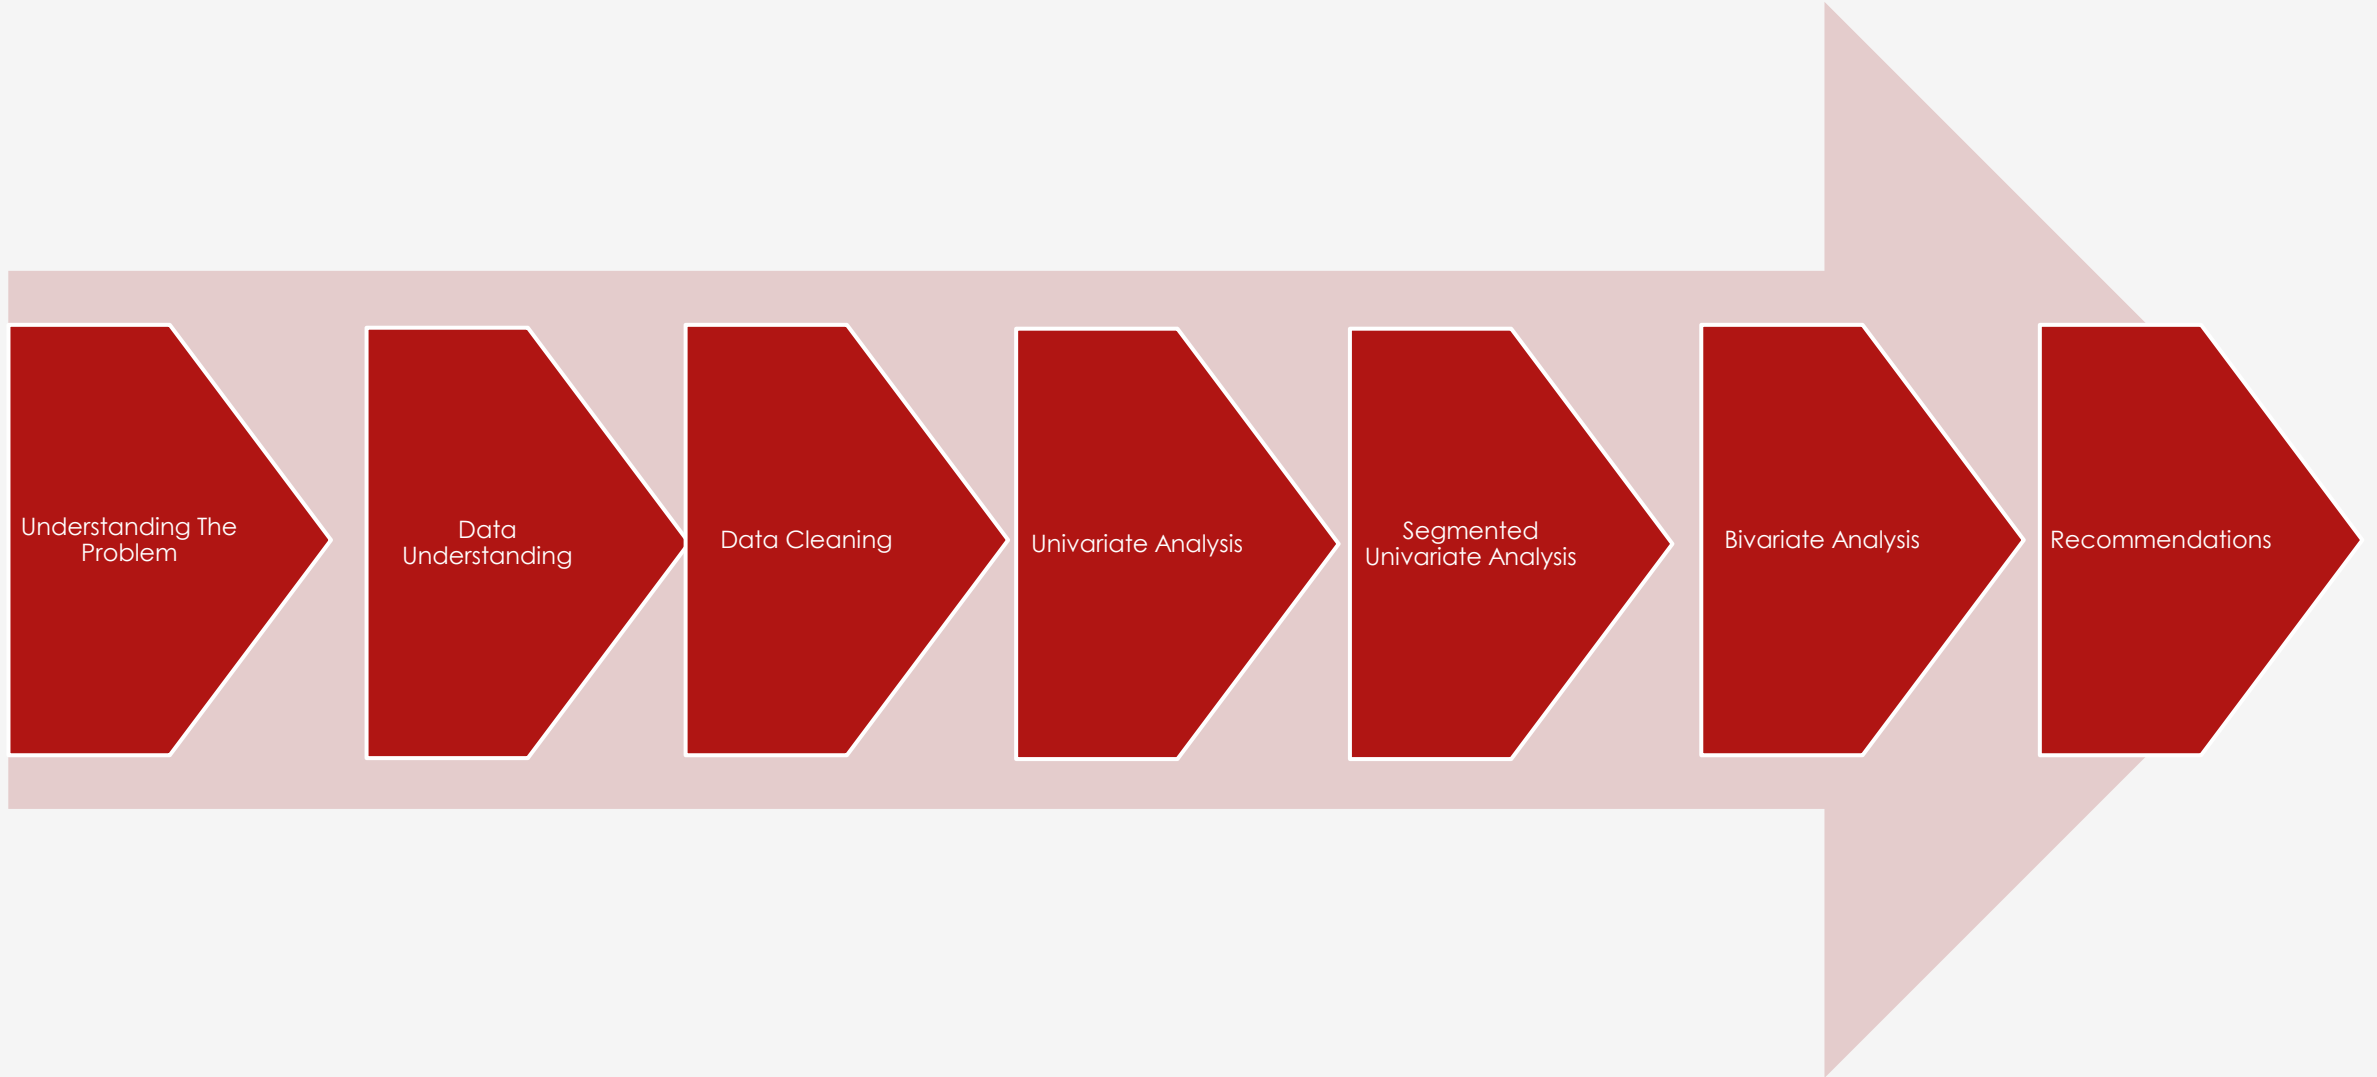 Understanding The
Problem
Data
Understanding
Data Cleaning
Univariate Analysis
Segmented
Univariate Analysis
Bivariate Analysis
Recommendations